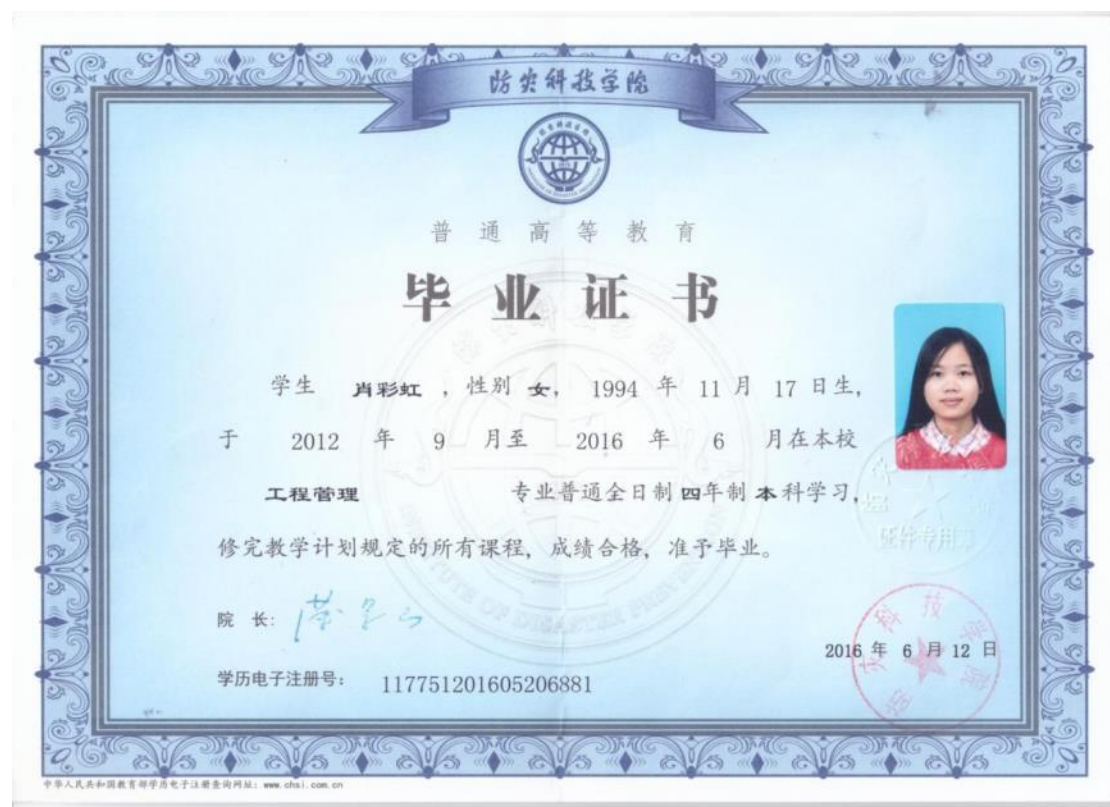 防灾科技学院
普通高等教育
毕业证书
学生 肖彩虹 ，性别 女， 1994 年 11 月 17 日生，
于 2012 年 9 月至 2016 年 6 月在本校
工程管理 专业普通全日制 四年制 本科学习，
修完教学计划规定的所有课程，成绩合格，准予毕业。
证件专用章
院 长：
2016 年 6 月 12 日
学历电子注册号： 117751201605206881
中华人民共和国教育部学历电子注册查询网址：www.chsi.com.cn